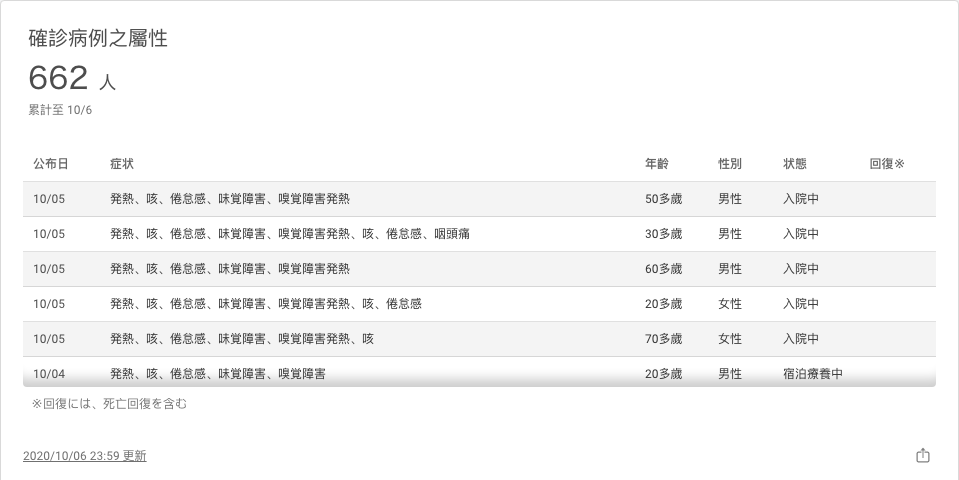 確診病例之屬性
662 人
累計至 10/6
公布日 症状 年齡 性別 状態 回復※
10/05 発熱、咳、倦怠感、味覚障害、嗅覚障害発熱 50多歲 男性 入院中
10/05 発熱、咳、倦怠感、味覚障害、嗅覚障害発熱、咳、倦怠感、咽頭痛 30多歲 男性 入院中
10/05 発熱、咳、倦怠感、味覚障害、嗅覚障害発熱 60多歲 男性 入院中
10/05 発熱、咳、倦怠感、味覚障害、嗅覚障害発熱、咳、倦怠感 20多歲 女性 入院中
10/05 発熱、咳、倦怠感、味覚障害、嗅覚障害発熱、咳 70多歲 女性 入院中
10/04 発熱、咳、倦怠感、味覚障害、嗅覚障害 20多歲 男性 宿泊療養中
※回復には、死亡回復を含む
2020/10/06 23:59 更新